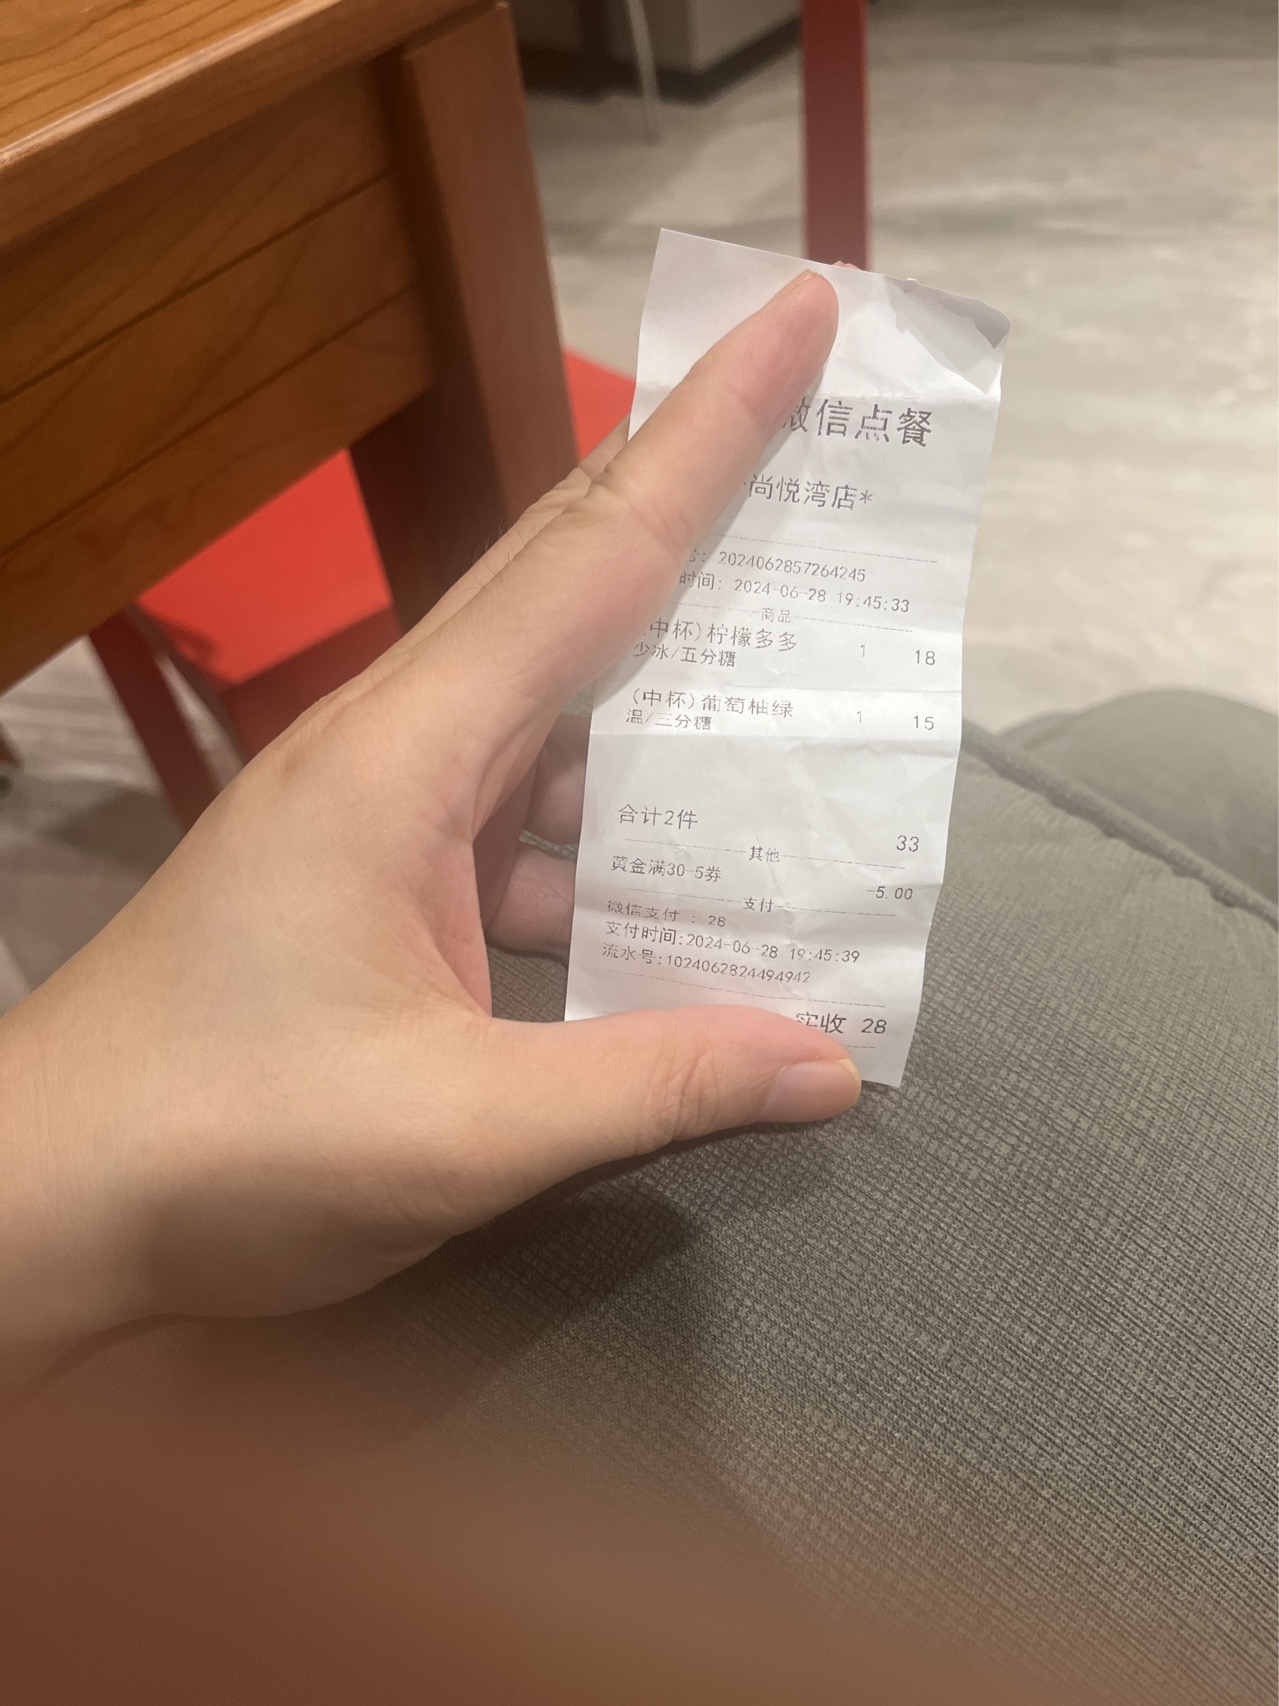 微信点餐
尚悦湾店*
号: 2024062857264245
时间: 2024-06-28 19:45:33
商品
(中杯)柠檬多多 1 18
少冰/五分糖
(中杯)葡萄柚绿 1 15
温/三分糖
合计2件 33
其他
黄金满30-5券 -5.00
支付
微信支付 : 28
支付时间:2024-06-28 19:45:39
流水号:1024062824494942
实收 28